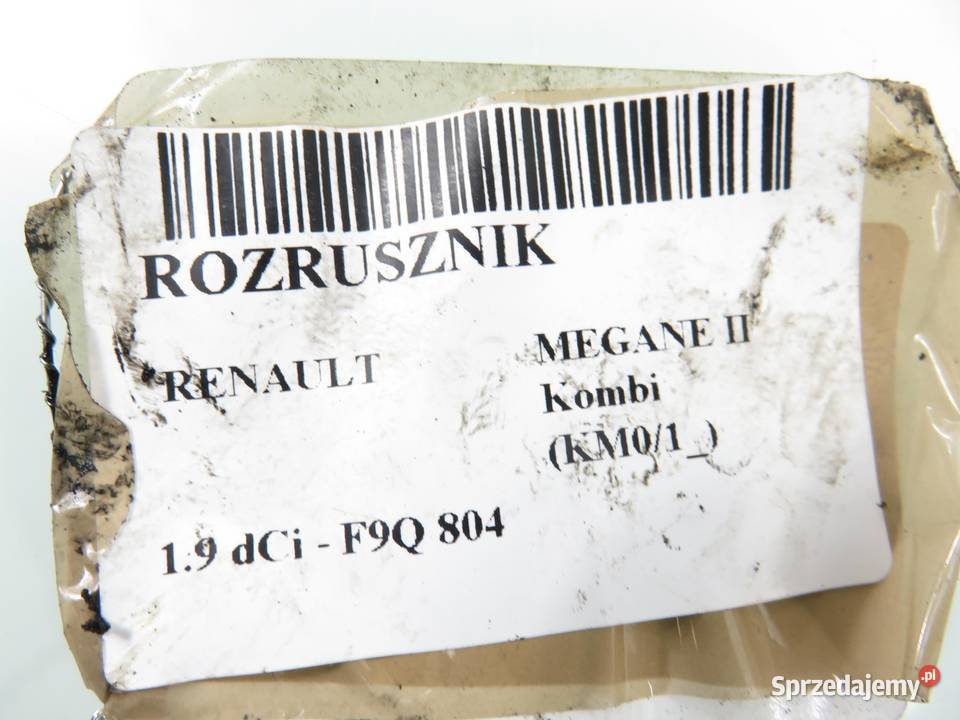 ROZRUSZNIK
RENAULT
MEGANE II
Kombi
(KM0/1_)
1.9 dCi - F9Q 804
Sprzedajemy.pl